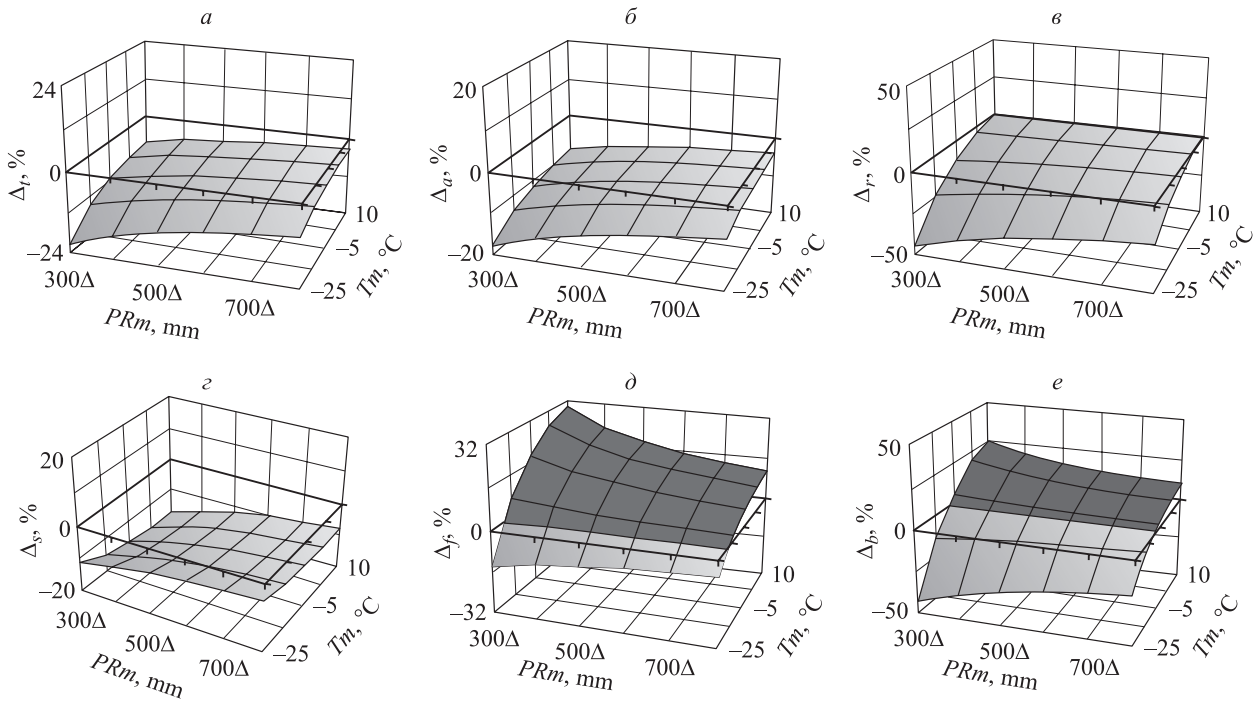 а
24
0
–24
Δt, %
300Δ
500Δ
700Δ
PRm, mm
10
–5
–25
Tm, °C
б
20
0
–20
Δa, %
300Δ
500Δ
700Δ
PRm, mm
10
–5
–25
Tm, °C
в
50
0
–50
Δr, %
300Δ
500Δ
700Δ
PRm, mm
10
–5
–25
Tm, °C
г
20
0
–20
Δs, %
300Δ
500Δ
700Δ
PRm, mm
10
–5
–25
Tm, °C
д
32
0
–32
Δf, %
300Δ
500Δ
700Δ
PRm, mm
10
–5
–25
Tm, °C
е
50
0
–50
Δb, %
300Δ
500Δ
700Δ
PRm, mm
10
–5
–25
Tm, °C